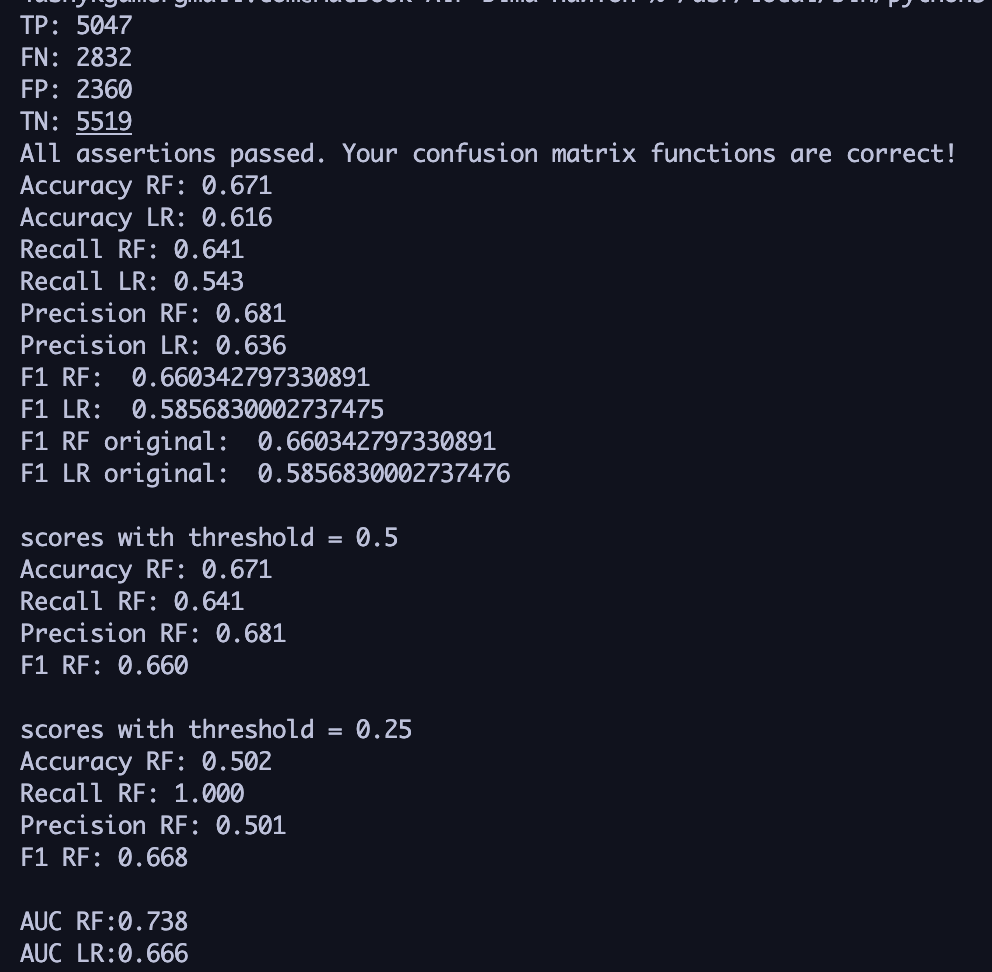 TP: 5047
FN: 2832
FP: 2360
TN: 5519
All assertions passed. Your confusion matrix functions are correct!
Accuracy RF: 0.671
Accuracy LR: 0.616
Recall RF: 0.641
Recall LR: 0.543
Precision RF: 0.681
Precision LR: 0.636
F1 RF:  0.660342797330891
F1 LR:  0.5856830002737475
F1 RF original:  0.660342797330891
F1 LR original:  0.5856830002737476

scores with threshold = 0.5
Accuracy RF: 0.671
Recall RF: 0.641
Precision RF: 0.681
F1 RF: 0.660

scores with threshold = 0.25
Accuracy RF: 0.502
Recall RF: 1.000
Precision RF: 0.501
F1 RF: 0.668

AUC RF:0.738
AUC LR:0.666